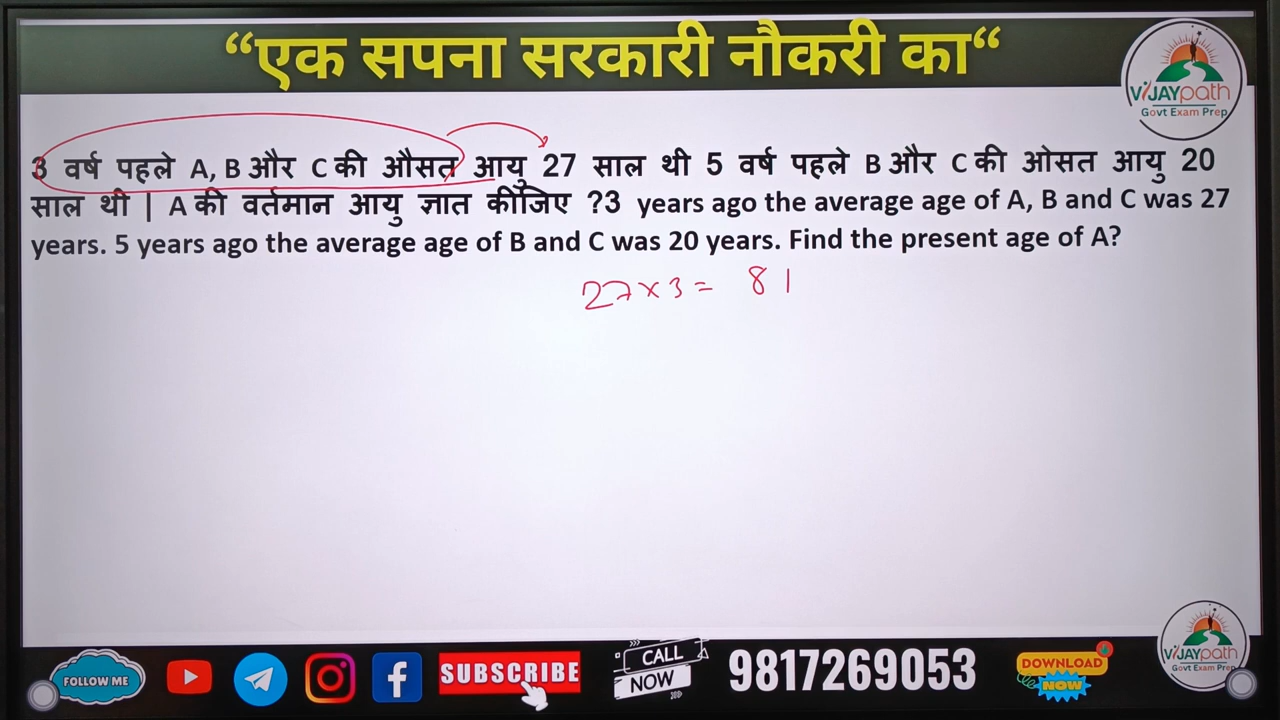 “एक सपना सरकारी नौकरी का“
ViJAYpath
Govt Exam Prep
3 वर्ष पहले A, B और C की औसत आयु 27 साल थी 5 वर्ष पहले B और C की ओसत आयु 20
साल थी | A की वर्तमान आयु ज्ञात कीजिए ?3 years ago the average age of A, B and C was 27
years. 5 years ago the average age of B and C was 20 years. Find the present age of A?
27 x 3 = 81
FOLLOW ME
SUBSCRIBE
CALL
NOW
9817269053
DOWNLOAD
NOW
ViJAYpath
Govt Exam Prep